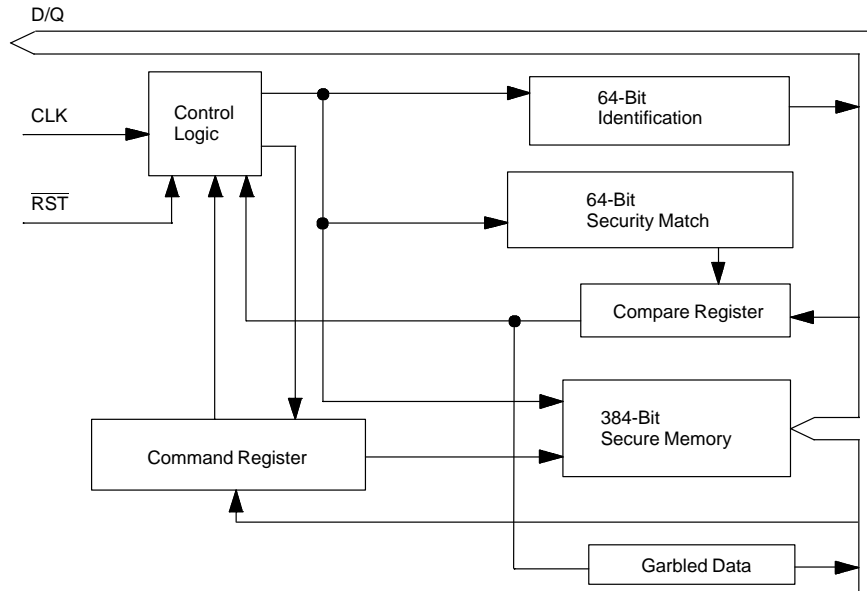 D/Q
CLK
RST
Control
Logic
64-Bit
Identification
64-Bit
Security Match
Compare Register
384-Bit
Secure Memory
Command Register
Garbled Data